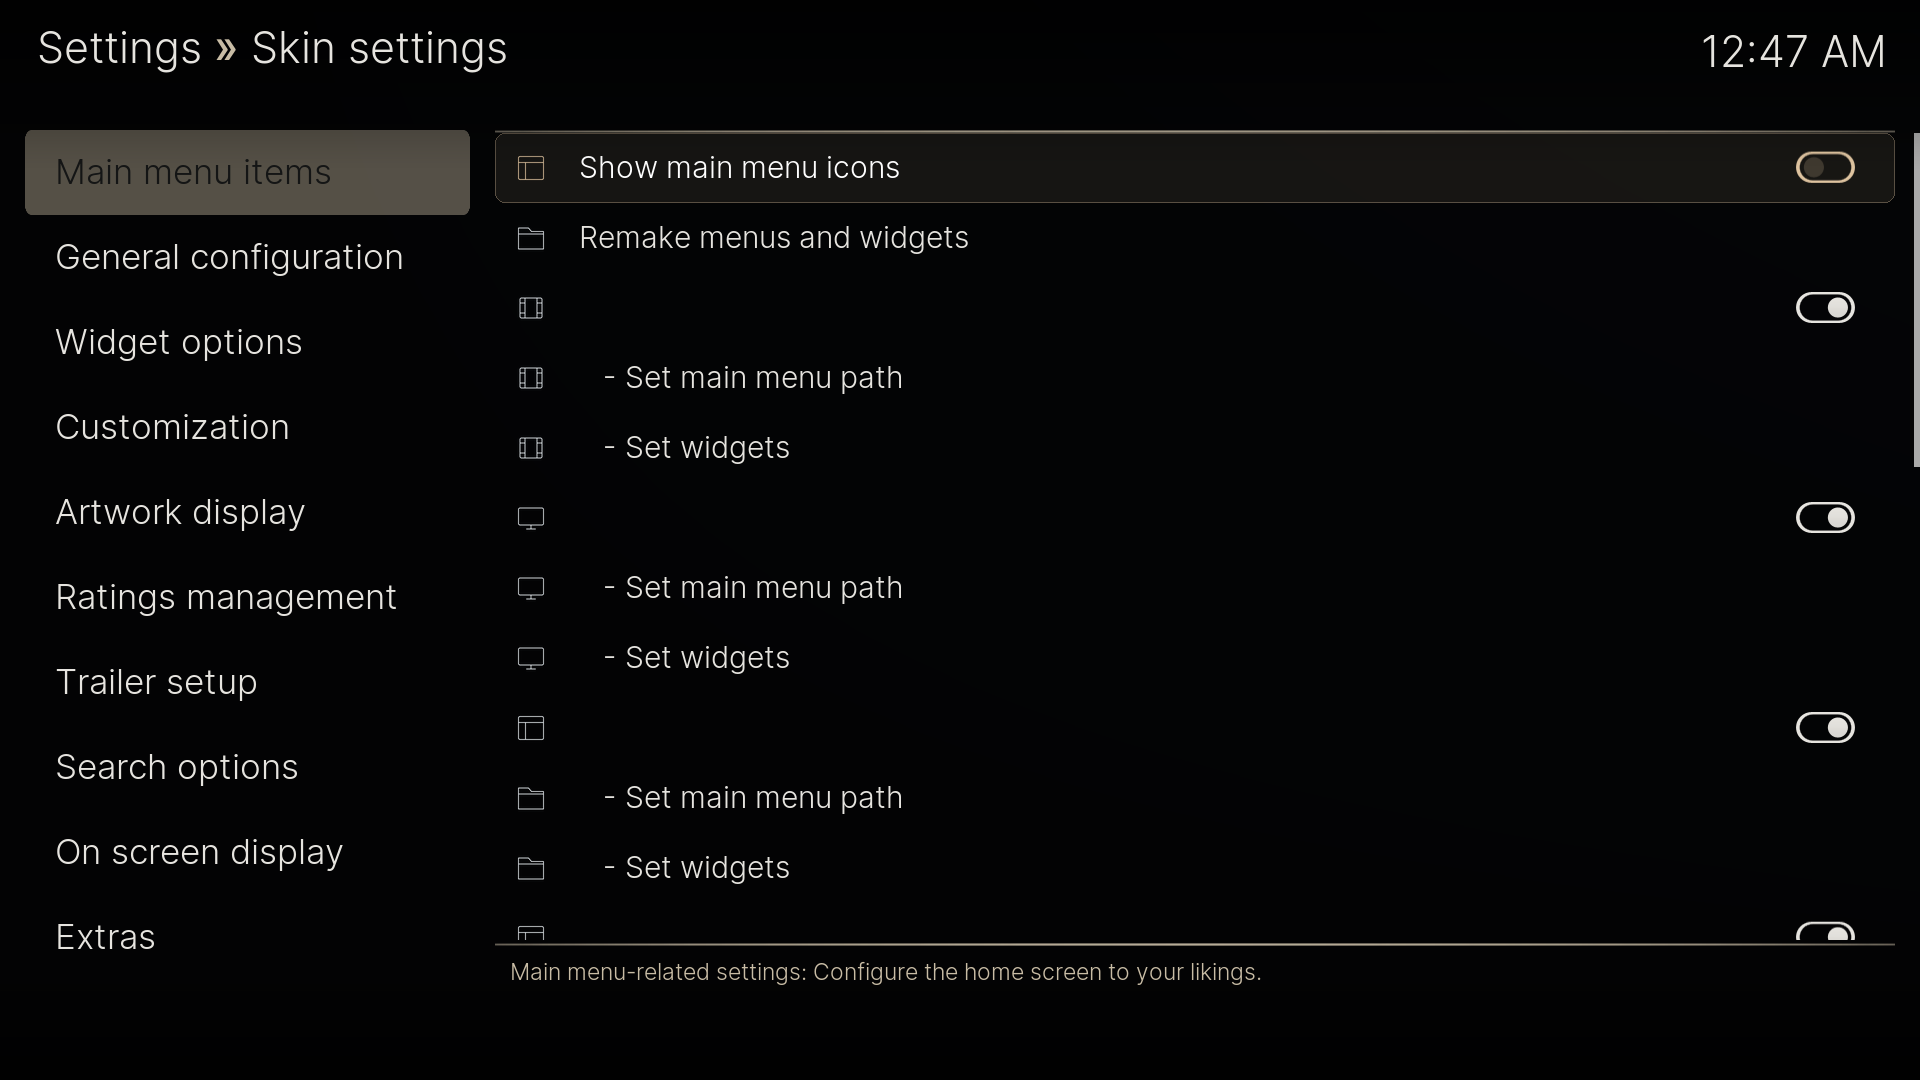 Settings » Skin settings
12:47 AM
Main menu items
General configuration
Widget options
Customization
Artwork display
Ratings management
Trailer setup
Search options
On screen display
Extras
Show main menu icons
Remake menus and widgets
- Set main menu path
- Set widgets
- Set main menu path
- Set widgets
- Set main menu path
- Set widgets
Main menu-related settings: Configure the home screen to your likings.